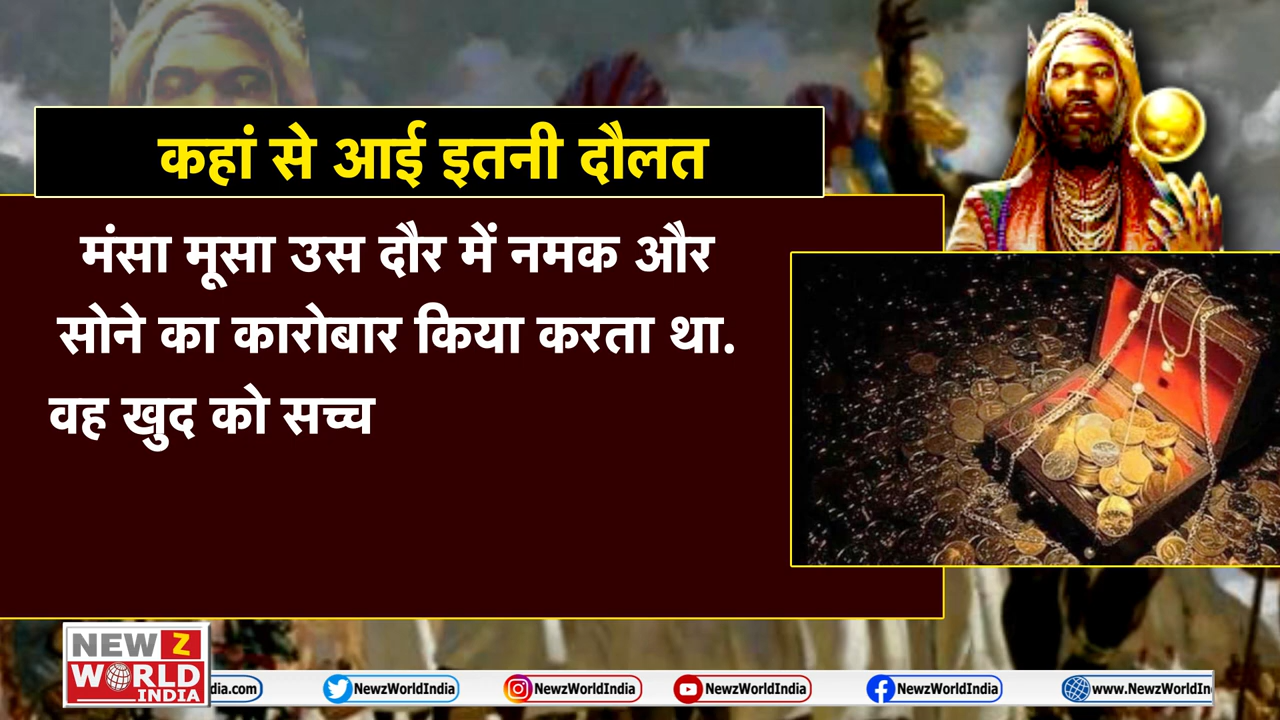 कहां से आई इतनी दौलत
मंसा मूसा उस दौर में नमक और
सोने का कारोबार किया करता था.
वह खुद को सच्च
NEWZ
WORLD
INDIA
ia.com
NewzWorldIndia
NewzWorldIndia
NewzWorldIndia
NewzWorldIndia
www.NewzWorldIn